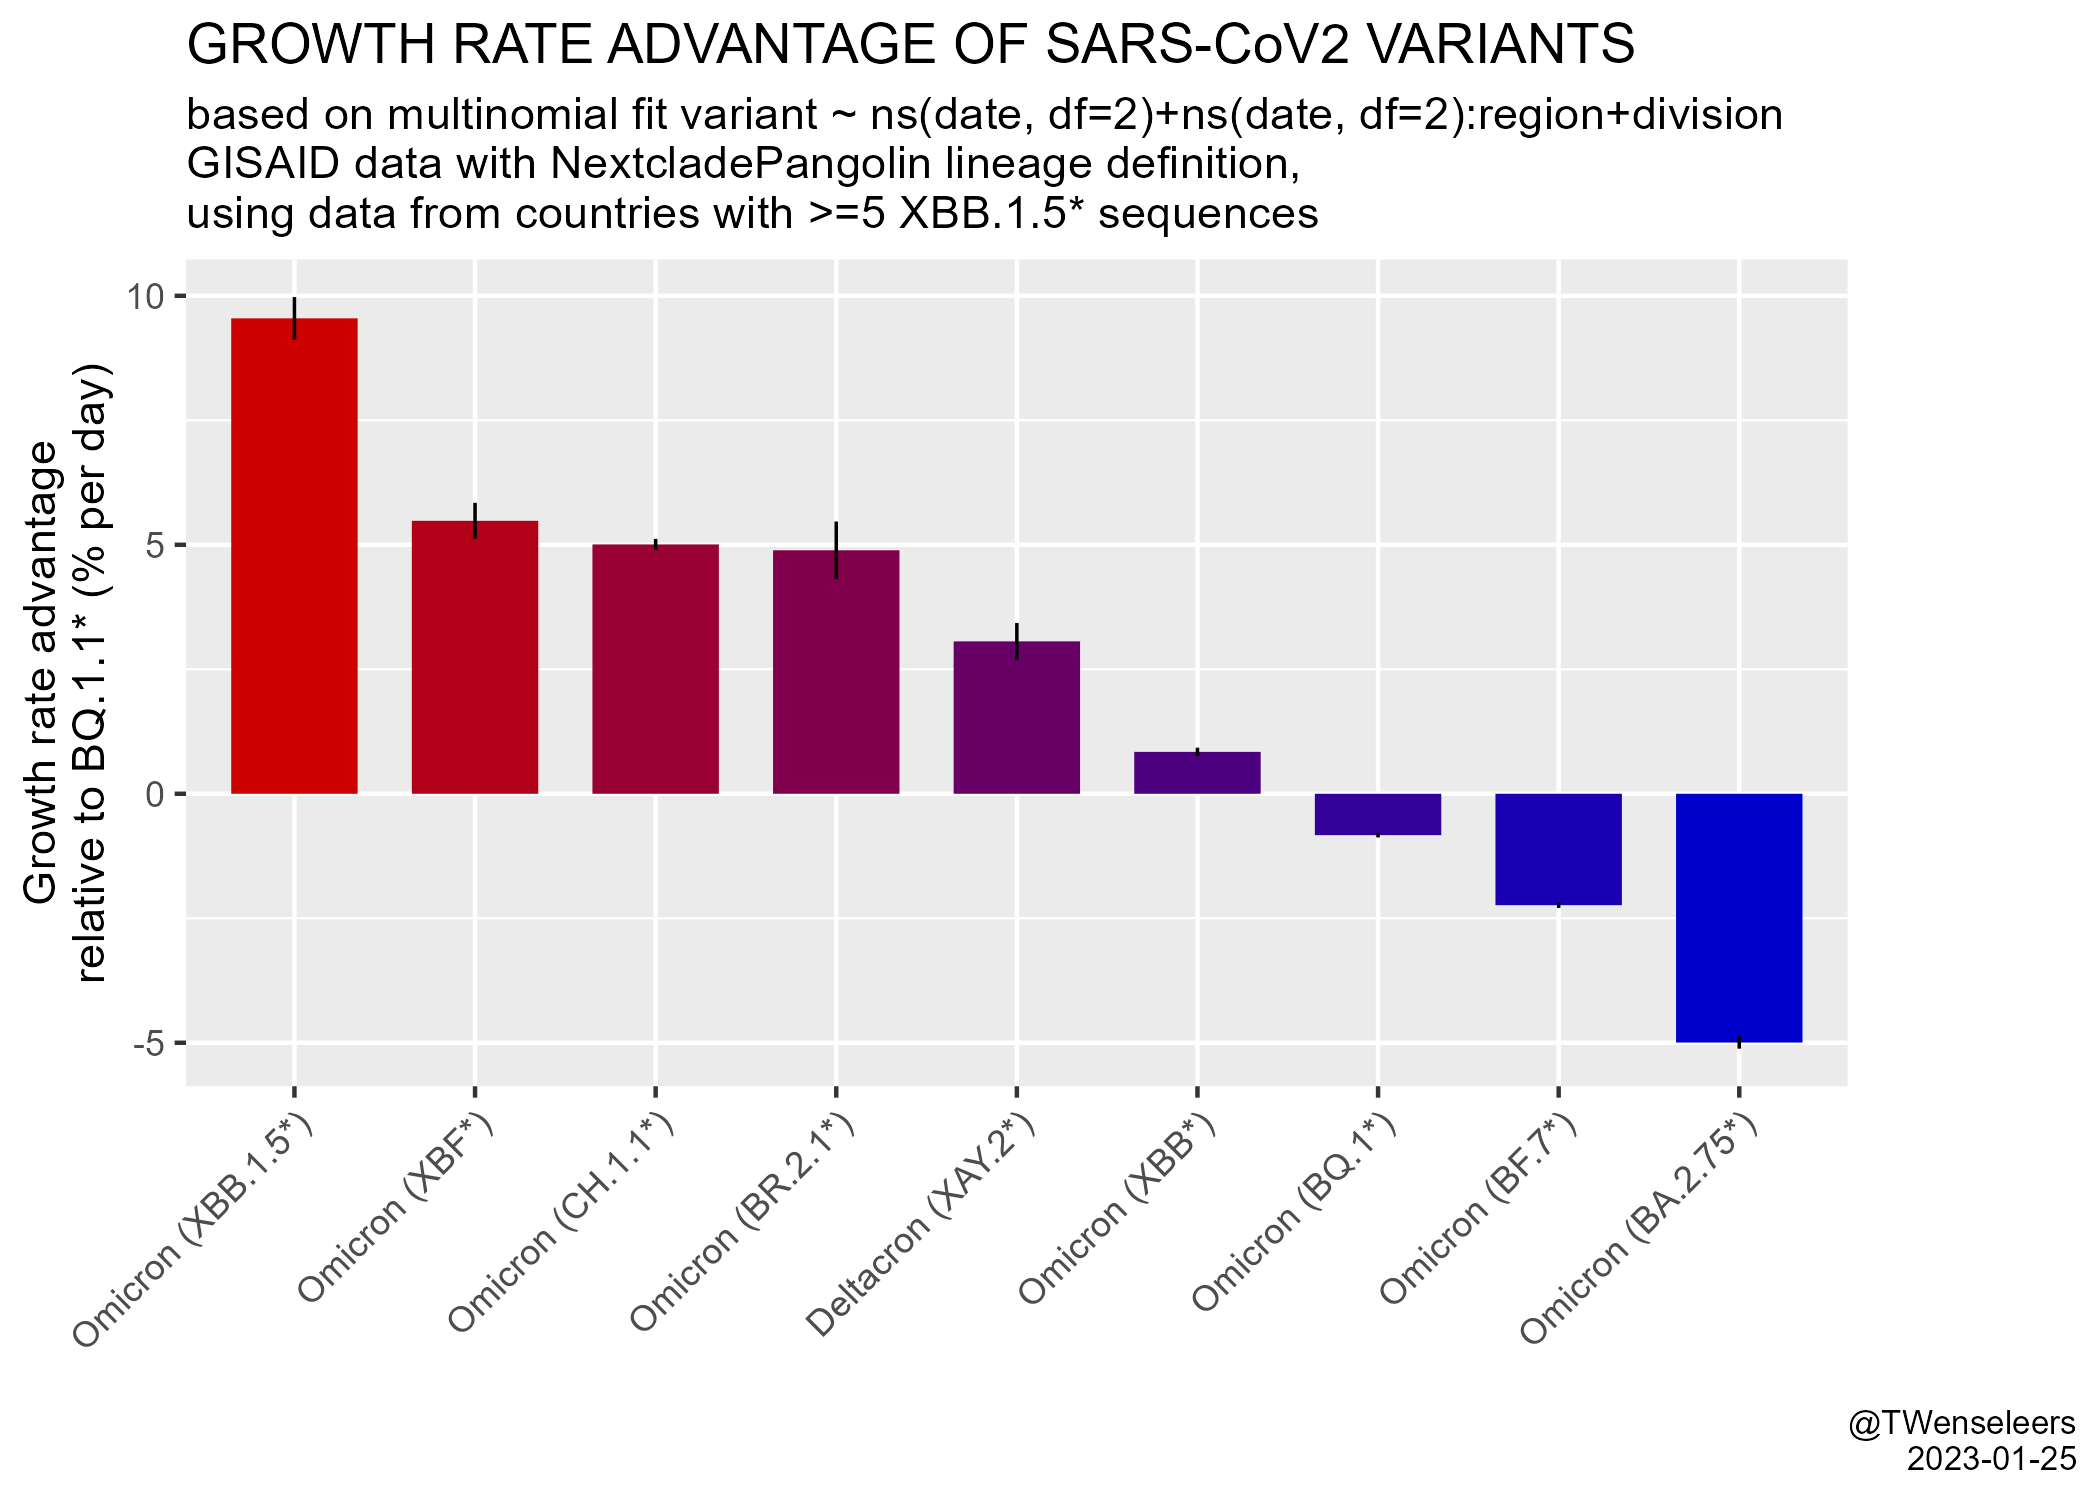 GROWTH RATE ADVANTAGE OF SARS-CoV2 VARIANTS
based on multinomial fit variant ~ ns(date, df=2)+ns(date, df=2):region+division
GISAID data with NextcladePangolin lineage definition,
using data from countries with >=5 XBB.1.5* sequences
Growth rate advantage
relative to BQ.1.1* (% per day)
10
5
0
-5
Omicron (XBB.1.5*)
Omicron (XBF*)
Omicron (CH.1.1*)
Omicron (BR.2.1*)
Deltacron (XAY.2*)
Omicron (XBB*)
Omicron (BQ.1*)
Omicron (BF.7*)
Omicron (BA.2.75*)
@TWenseleers
2023-01-25